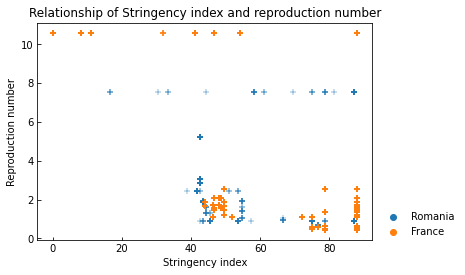 Relationship of Stringency index and reproduction number
Reproduction number
10
8
6
4
2
0
0
20
40
60
80
Stringency index
Romania
France